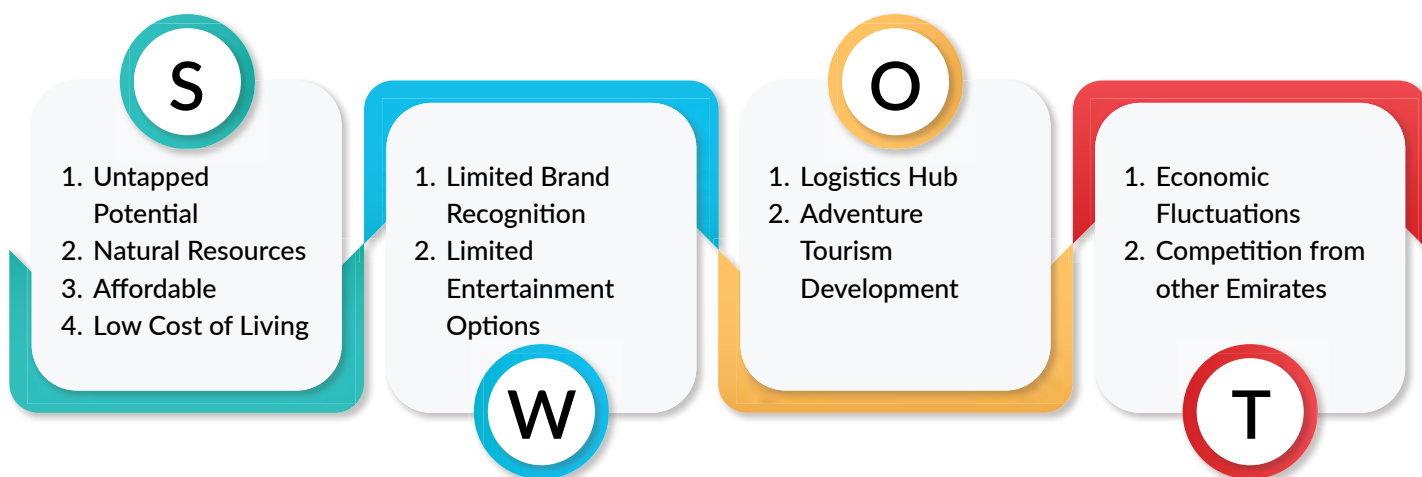 S
1. Untapped
Potential
2. Natural Resources
3. Affordable
4. Low Cost of Living
1. Limited Brand
Recognition
2. Limited
Entertainment
Options
W
O
1. Logistics Hub
2. Adventure
Tourism
Development
1. Economic
Fluctuations
2. Competition from
other Emirates
T